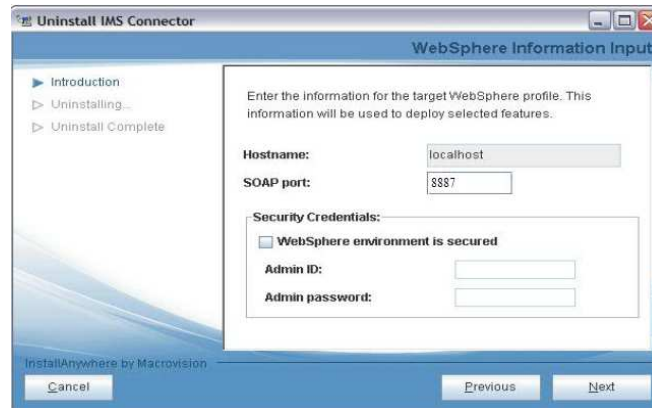 Uninstall IMS Connector
WebSphere Information Input
Introduction
Uninstalling...
Uninstall Complete
Enter the information for the target WebSphere profile. This
information will be used to deploy selected features.
Hostname: localhost
SOAP port: 8887
Security Credentials:
WebSphere environment is secured
Admin ID:
Admin password:
InstallAnywhere by Macrovision
Cancel Previous Next